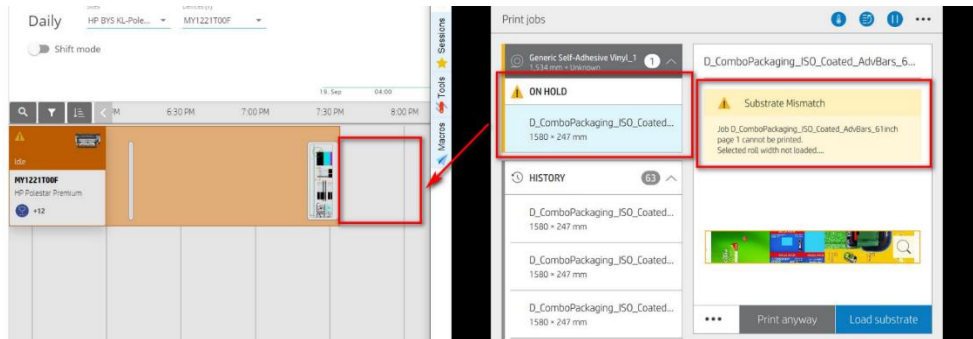 Daily
HP BYS KL-Pole...
MY1221T00F
Shift mode
19. Sep
04:00
6:30 PM
7:00 PM
7:30 PM
8:00 PM
Idle
MY1221T00F
HP Polestar Premium
+12
Sessions
Tools
Macros
Print jobs
Generic Self-Adhesive Vinyl_1
1,534 mm • Unknown
1
ON HOLD
D_ComboPackaging_ISO_Coated...
1580 × 247 mm
HISTORY
63
D_ComboPackaging_ISO_Coated...
1580 × 247 mm
D_ComboPackaging_ISO_Coated...
1580 × 247 mm
D_ComboPackaging_ISO_Coated...
1580 × 247 mm
D_ComboPackaging_ISO_Coated_AdvBars_6...
Substrate Mismatch
Job D_ComboPackaging_ISO_Coated_AdvBars_61inch
page 1 cannot be printed.
Selected roll width not loaded....
Print anyway
Load substrate